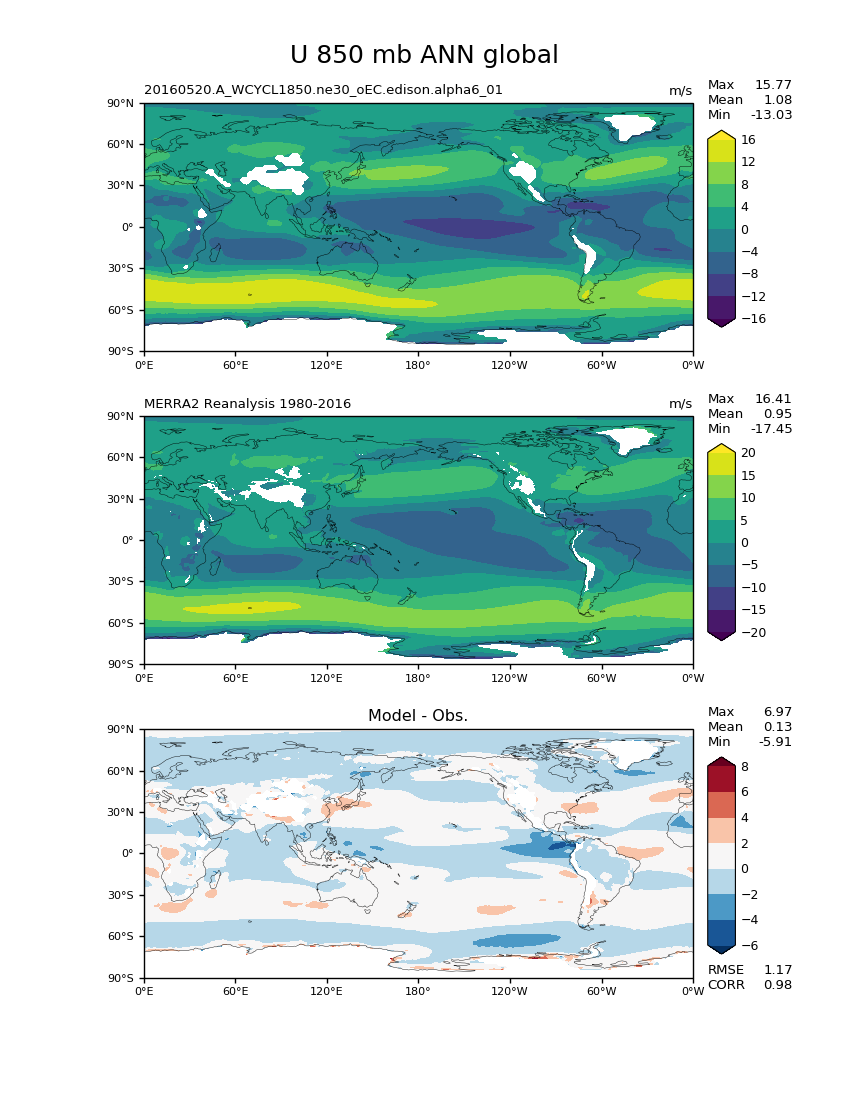 U 850 mb ANN global
20160520.A_WCYCL1850.ne30_oEC.edison.alpha6_01
m/s
Max 15.77
Mean 1.08
Min -13.03
90°N
60°N
30°N
0°
30°S
60°S
90°S
0°E 60°E 120°E 180° 120°W 60°W 0°W
16
12
8
4
0
−4
−8
−12
−16
MERRA2 Reanalysis 1980-2016
m/s
Max 16.41
Mean 0.95
Min -17.45
90°N
60°N
30°N
0°
30°S
60°S
90°S
0°E 60°E 120°E 180° 120°W 60°W 0°W
20
15
10
5
0
−5
−10
−15
−20
Model - Obs.
Max 6.97
Mean 0.13
Min -5.91
90°N
60°N
30°N
0°
30°S
60°S
90°S
0°E 60°E 120°E 180° 120°W 60°W 0°W
8
6
4
2
0
−2
−4
−6
RMSE 1.17
CORR 0.98